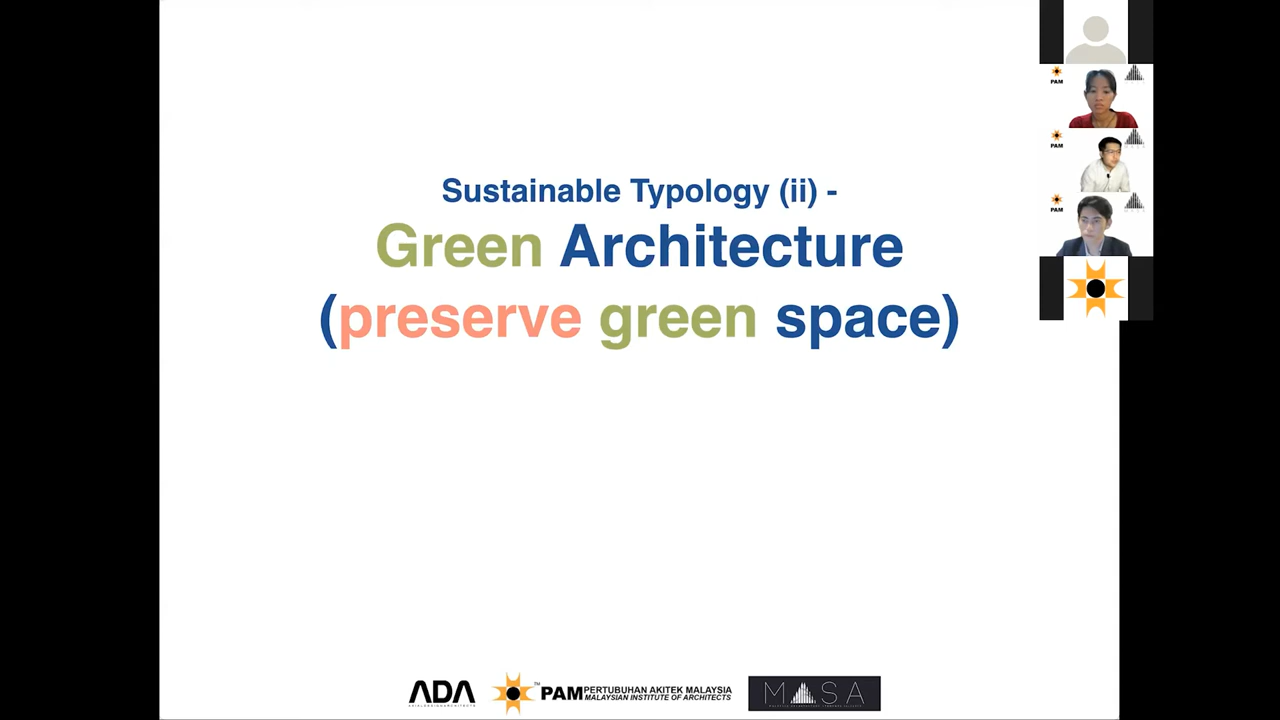 Sustainable Typology (ii) -
Green Architecture
(preserve green space)
PAM
PAM
PAM
ADA
PAM PERTUBUHAN AKITEK MALAYSIA
MALAYSIAN INSTITUTE OF ARCHITECTS
TM
MASA